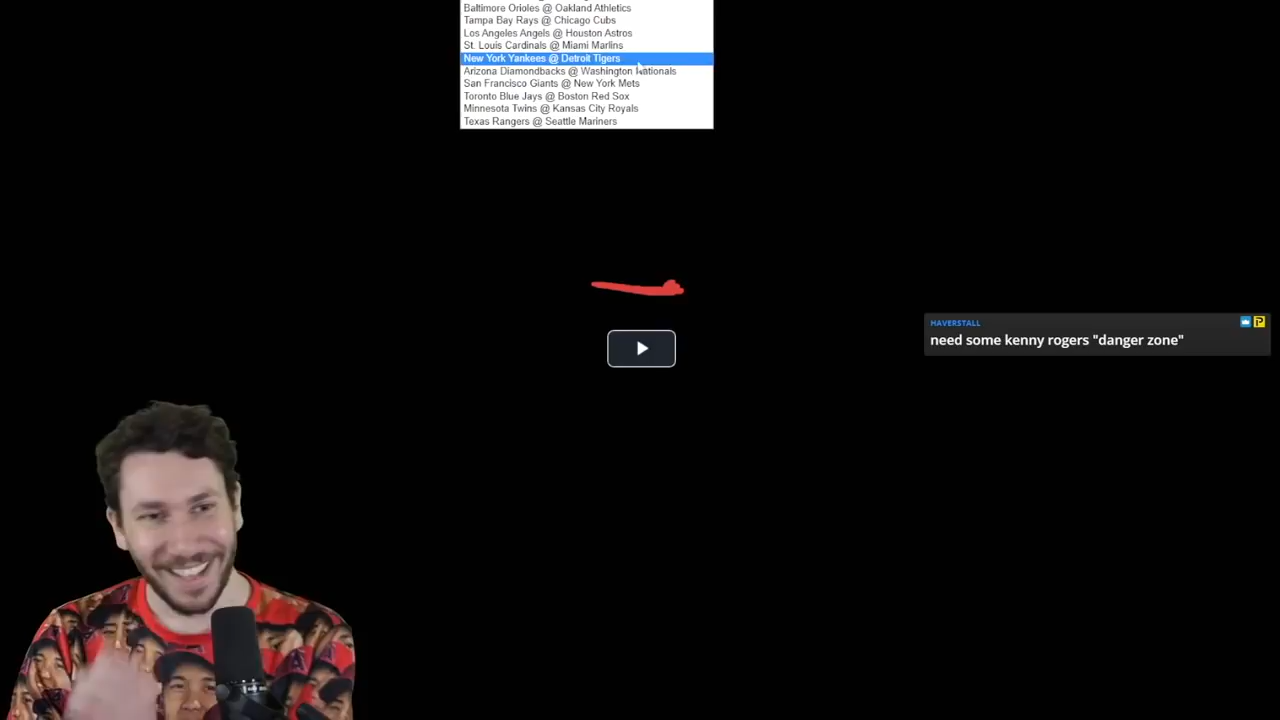 Baltimore Orioles @ Oakland Athletics
Tampa Bay Rays @ Chicago Cubs
Los Angeles Angels @ Houston Astros
St. Louis Cardinals @ Miami Marlins
New York Yankees @ Detroit Tigers
Arizona Diamondbacks @ Washington Nationals
San Francisco Giants @ New York Mets
Toronto Blue Jays @ Boston Red Sox
Minnesota Twins @ Kansas City Royals
Texas Rangers @ Seattle Mariners
HAVERSTALL
need some kenny rogers "danger zone"